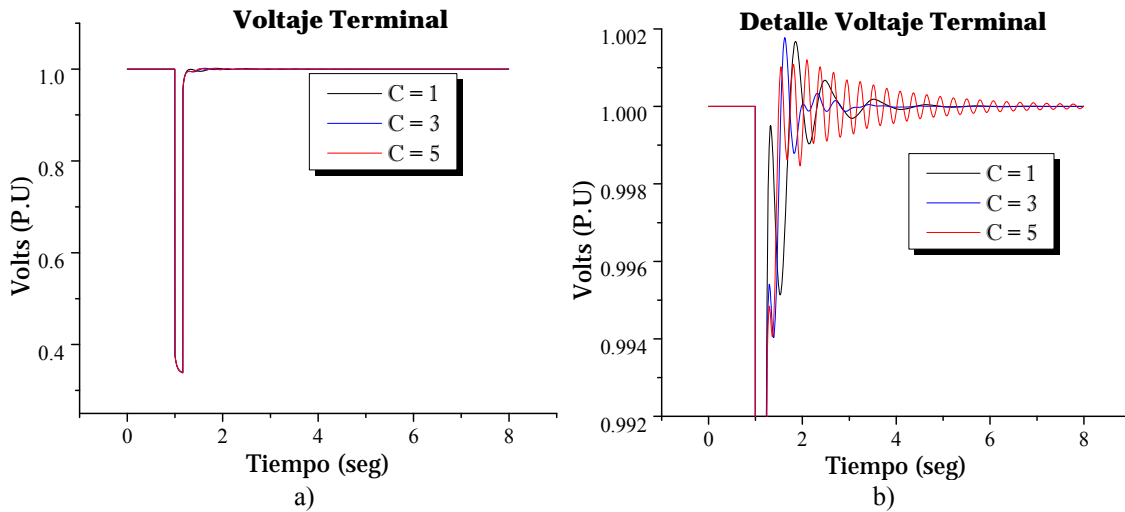 Voltaje Terminal
1.0
0.8
0.6
0.4
Volts (P.U)
C = 1
C = 3
C = 5
0
2
4
6
8
Tiempo (seg)
a)
Detalle Voltaje Terminal
1.002
1.000
0.998
0.996
0.994
0.992
Volts (P.U)
C = 1
C = 3
C = 5
0
2
4
6
8
Tiempo (seg)
b)